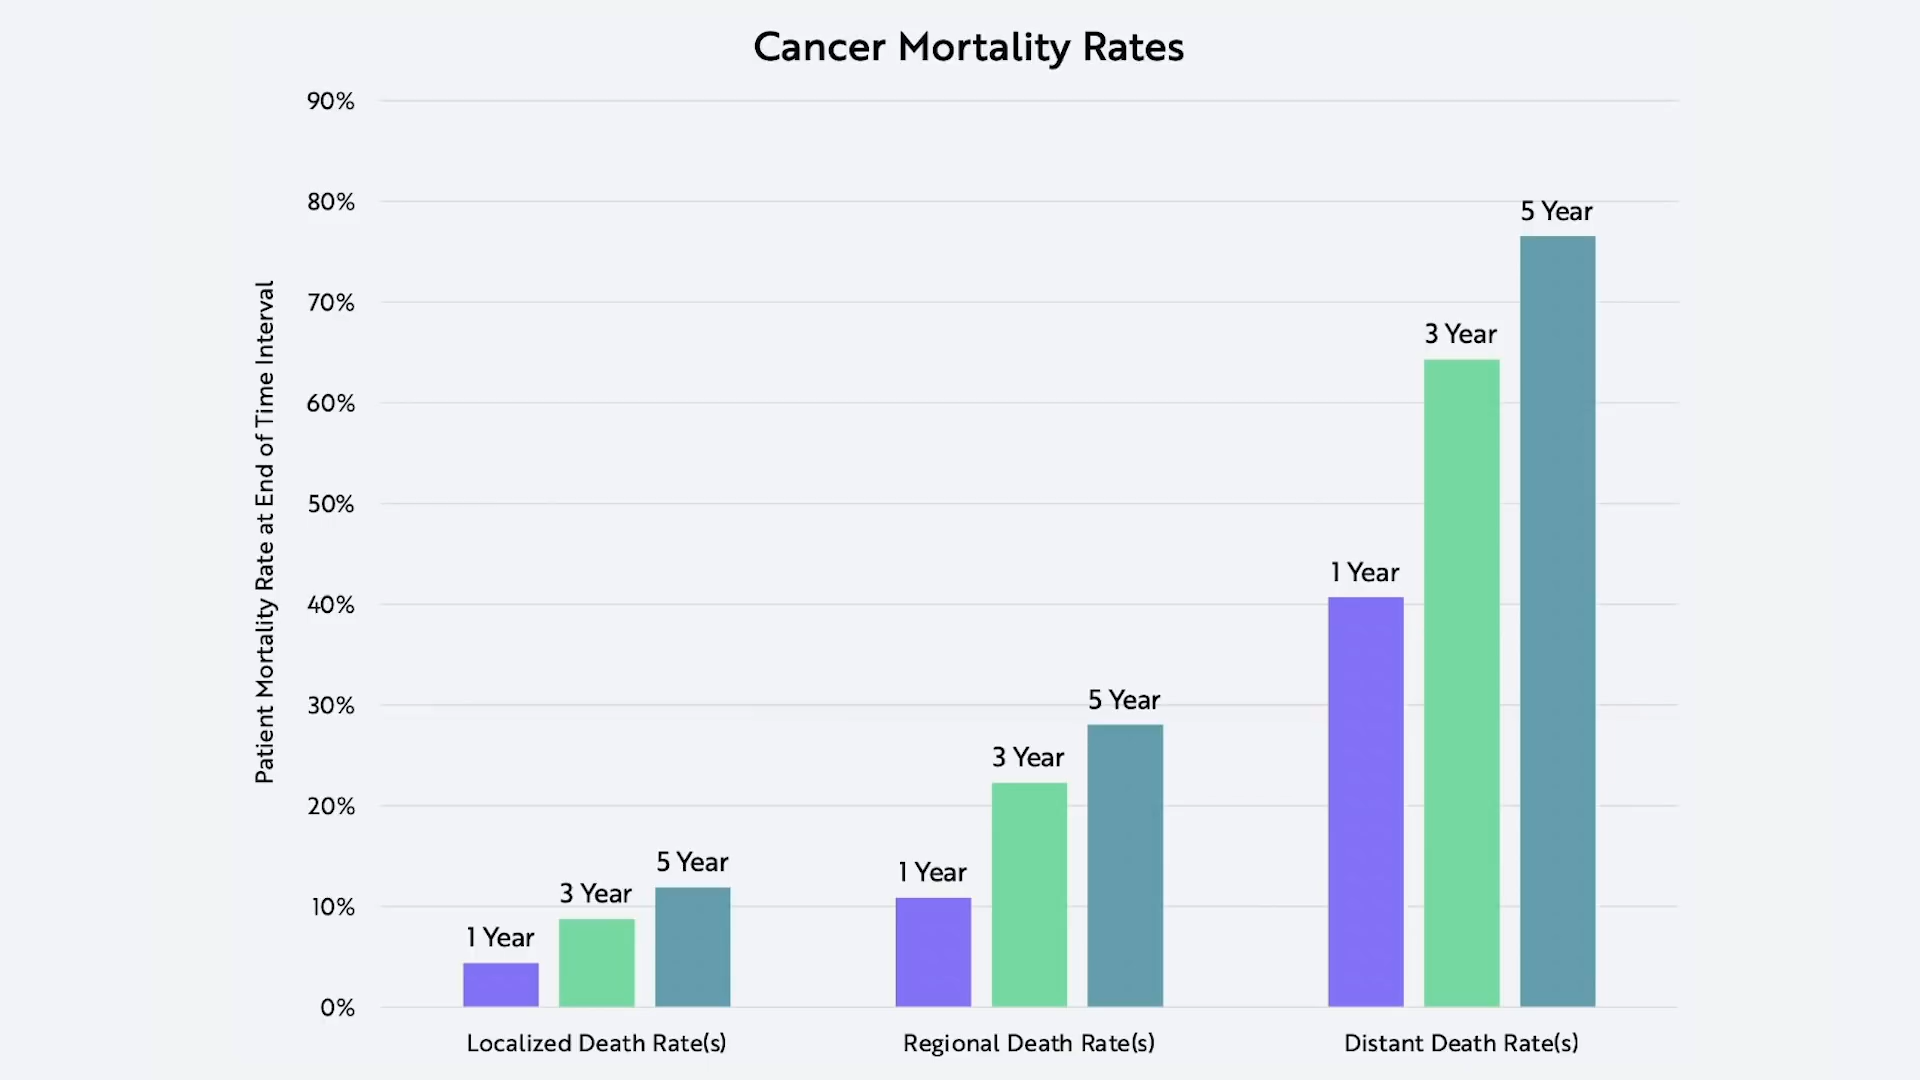 Cancer Mortality Rates
Patient Mortality Rate at End of Time Interval
90%
80%
70%
60%
50%
40%
30%
20%
10%
0%
1 Year
3 Year
5 Year
1 Year
3 Year
5 Year
1 Year
3 Year
5 Year
Localized Death Rate(s)
Regional Death Rate(s)
Distant Death Rate(s)